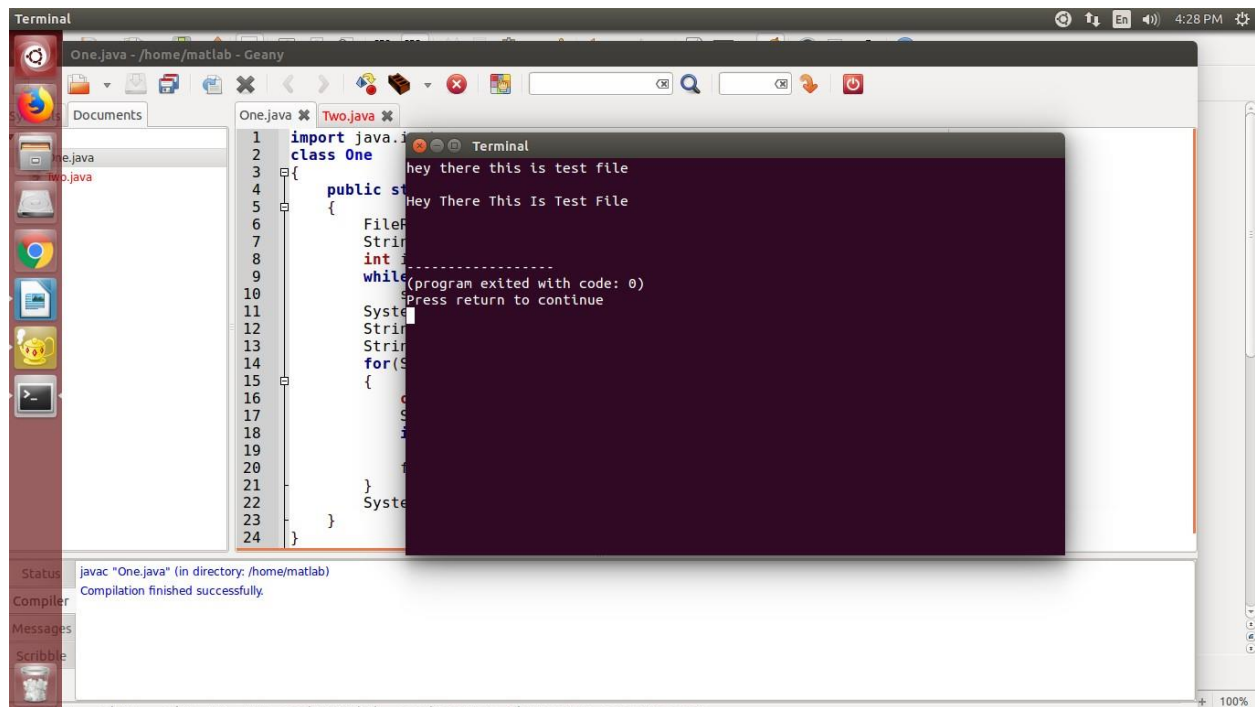 Terminal
En
4:28 PM
One.java - /home/matlab - Geany
Documents
One.java
Two.java
Two.java
1 import java.i
2 class One
3 {
4 public st
5 {
6
7
8 int
9 while
10
11
12
13
14 for(
15 {
16
17
18
19
20
21 }
22
23 }
24 }
Terminal
hey there this is test file
Hey There This Is Test File
------------------
(program exited with code: 0)
Press return to continue
Status
Compiler
Messages
Scribble
javac "One.java" (in directory: /home/matlab)
Compilation finished successfully.
100%